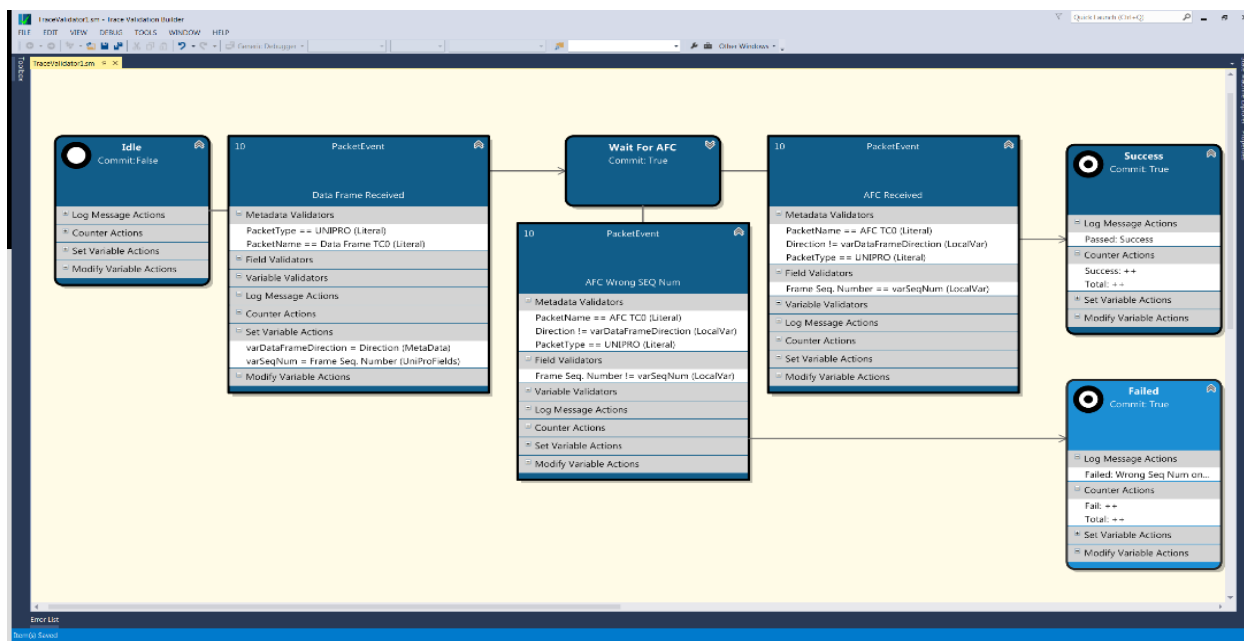 TraceValidator1.sm - Trace Validation Builder
Quick Launch (Ctrl+Q)
FILE EDIT VIEW DEBUG TOOLS WINDOW HELP
Generic Debugger
Other Windows
Toolbox
TraceValidator1.sm
Idle
Commit:False
Log Message Actions
Counter Actions
Set Variable Actions
Modify Variable Actions
10 PacketEvent
Data Frame Received
Metadata Validators
PacketType == UNIPRO (Literal)
PacketName == Data Frame TC0 (Literal)
Field Validators
Variable Validators
Log Message Actions
Counter Actions
Set Variable Actions
varDataFrameDirection = Direction (MetaData)
varSeqNum = Frame Seq. Number (UniProFields)
Modify Variable Actions
Wait For AFC
Commit: True
10 PacketEvent
AFC Wrong SEQ Num
Metadata Validators
PacketName == AFC TC0 (Literal)
Direction != varDataFrameDirection (LocalVar)
PacketType == UNIPRO (Literal)
Field Validators
Frame Seq. Number != varSeqNum (LocalVar)
Variable Validators
Log Message Actions
Counter Actions
Set Variable Actions
Modify Variable Actions
10 PacketEvent
AFC Received
Metadata Validators
PacketName == AFC TC0 (Literal)
Direction != varDataFrameDirection (LocalVar)
PacketType == UNIPRO (Literal)
Field Validators
Frame Seq. Number == varSeqNum (LocalVar)
Variable Validators
Log Message Actions
Counter Actions
Set Variable Actions
Modify Variable Actions
Success
Commit: True
Log Message Actions
Passed: Success
Counter Actions
Success: ++
Total: ++
Set Variable Actions
Modify Variable Actions
Failed
Commit: True
Log Message Actions
Failed: Wrong Seq Num on...
Counter Actions
Fail: ++
Total: ++
Set Variable Actions
Modify Variable Actions
Error List
Item(s) Saved